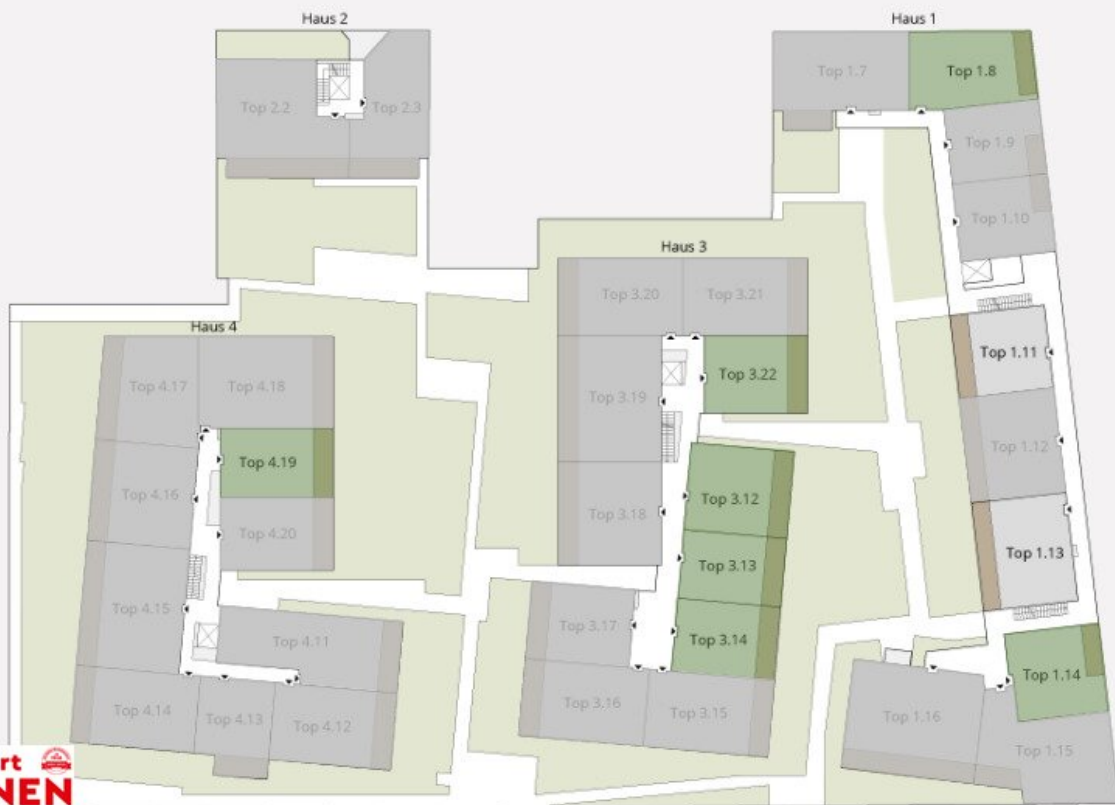 Haus 2
Haus 1
Top 1.7
Top 1.8
Top 2.2
Top 2.3
Top 1.9
Top 1.10
Haus 3
Top 3.20
Top 3.21
Haus 4
Top 1.11
Top 4.17
Top 4.18
Top 3.22
Top 3.19
Top 1.12
Top 4.19
Top 4.16
Top 3.12
Top 3.18
Top 4.20
Top 1.13
Top 3.13
Top 4.15
Top 3.17
Top 4.11
Top 3.14
Top 1.14
Top 3.16
Top 4.14
Top 4.13
Top 4.12
Top 3.15
Top 1.16
Top 1.15
rt
NEN